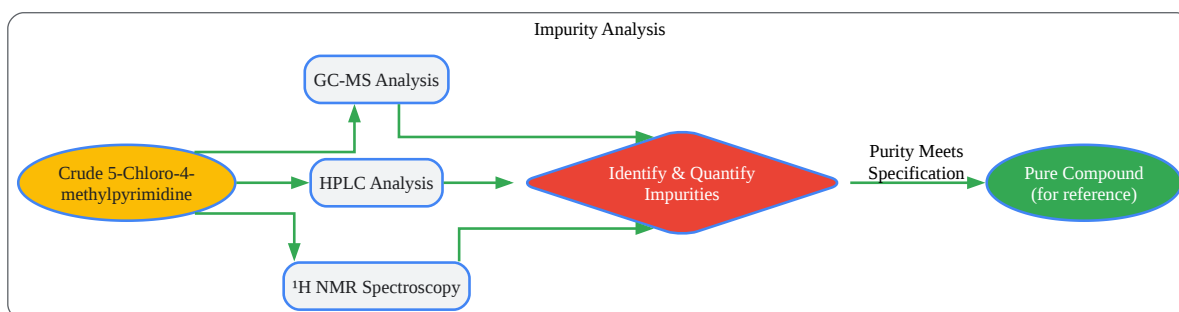 Impurity Analysis
GC-MS Analysis
Crude 5-Chloro-4-
methylpyrimidine
HPLC Analysis
¹H NMR Spectroscopy
Identify & Quantify
Impurities
Purity Meets
Specification
Pure Compound
(for reference)